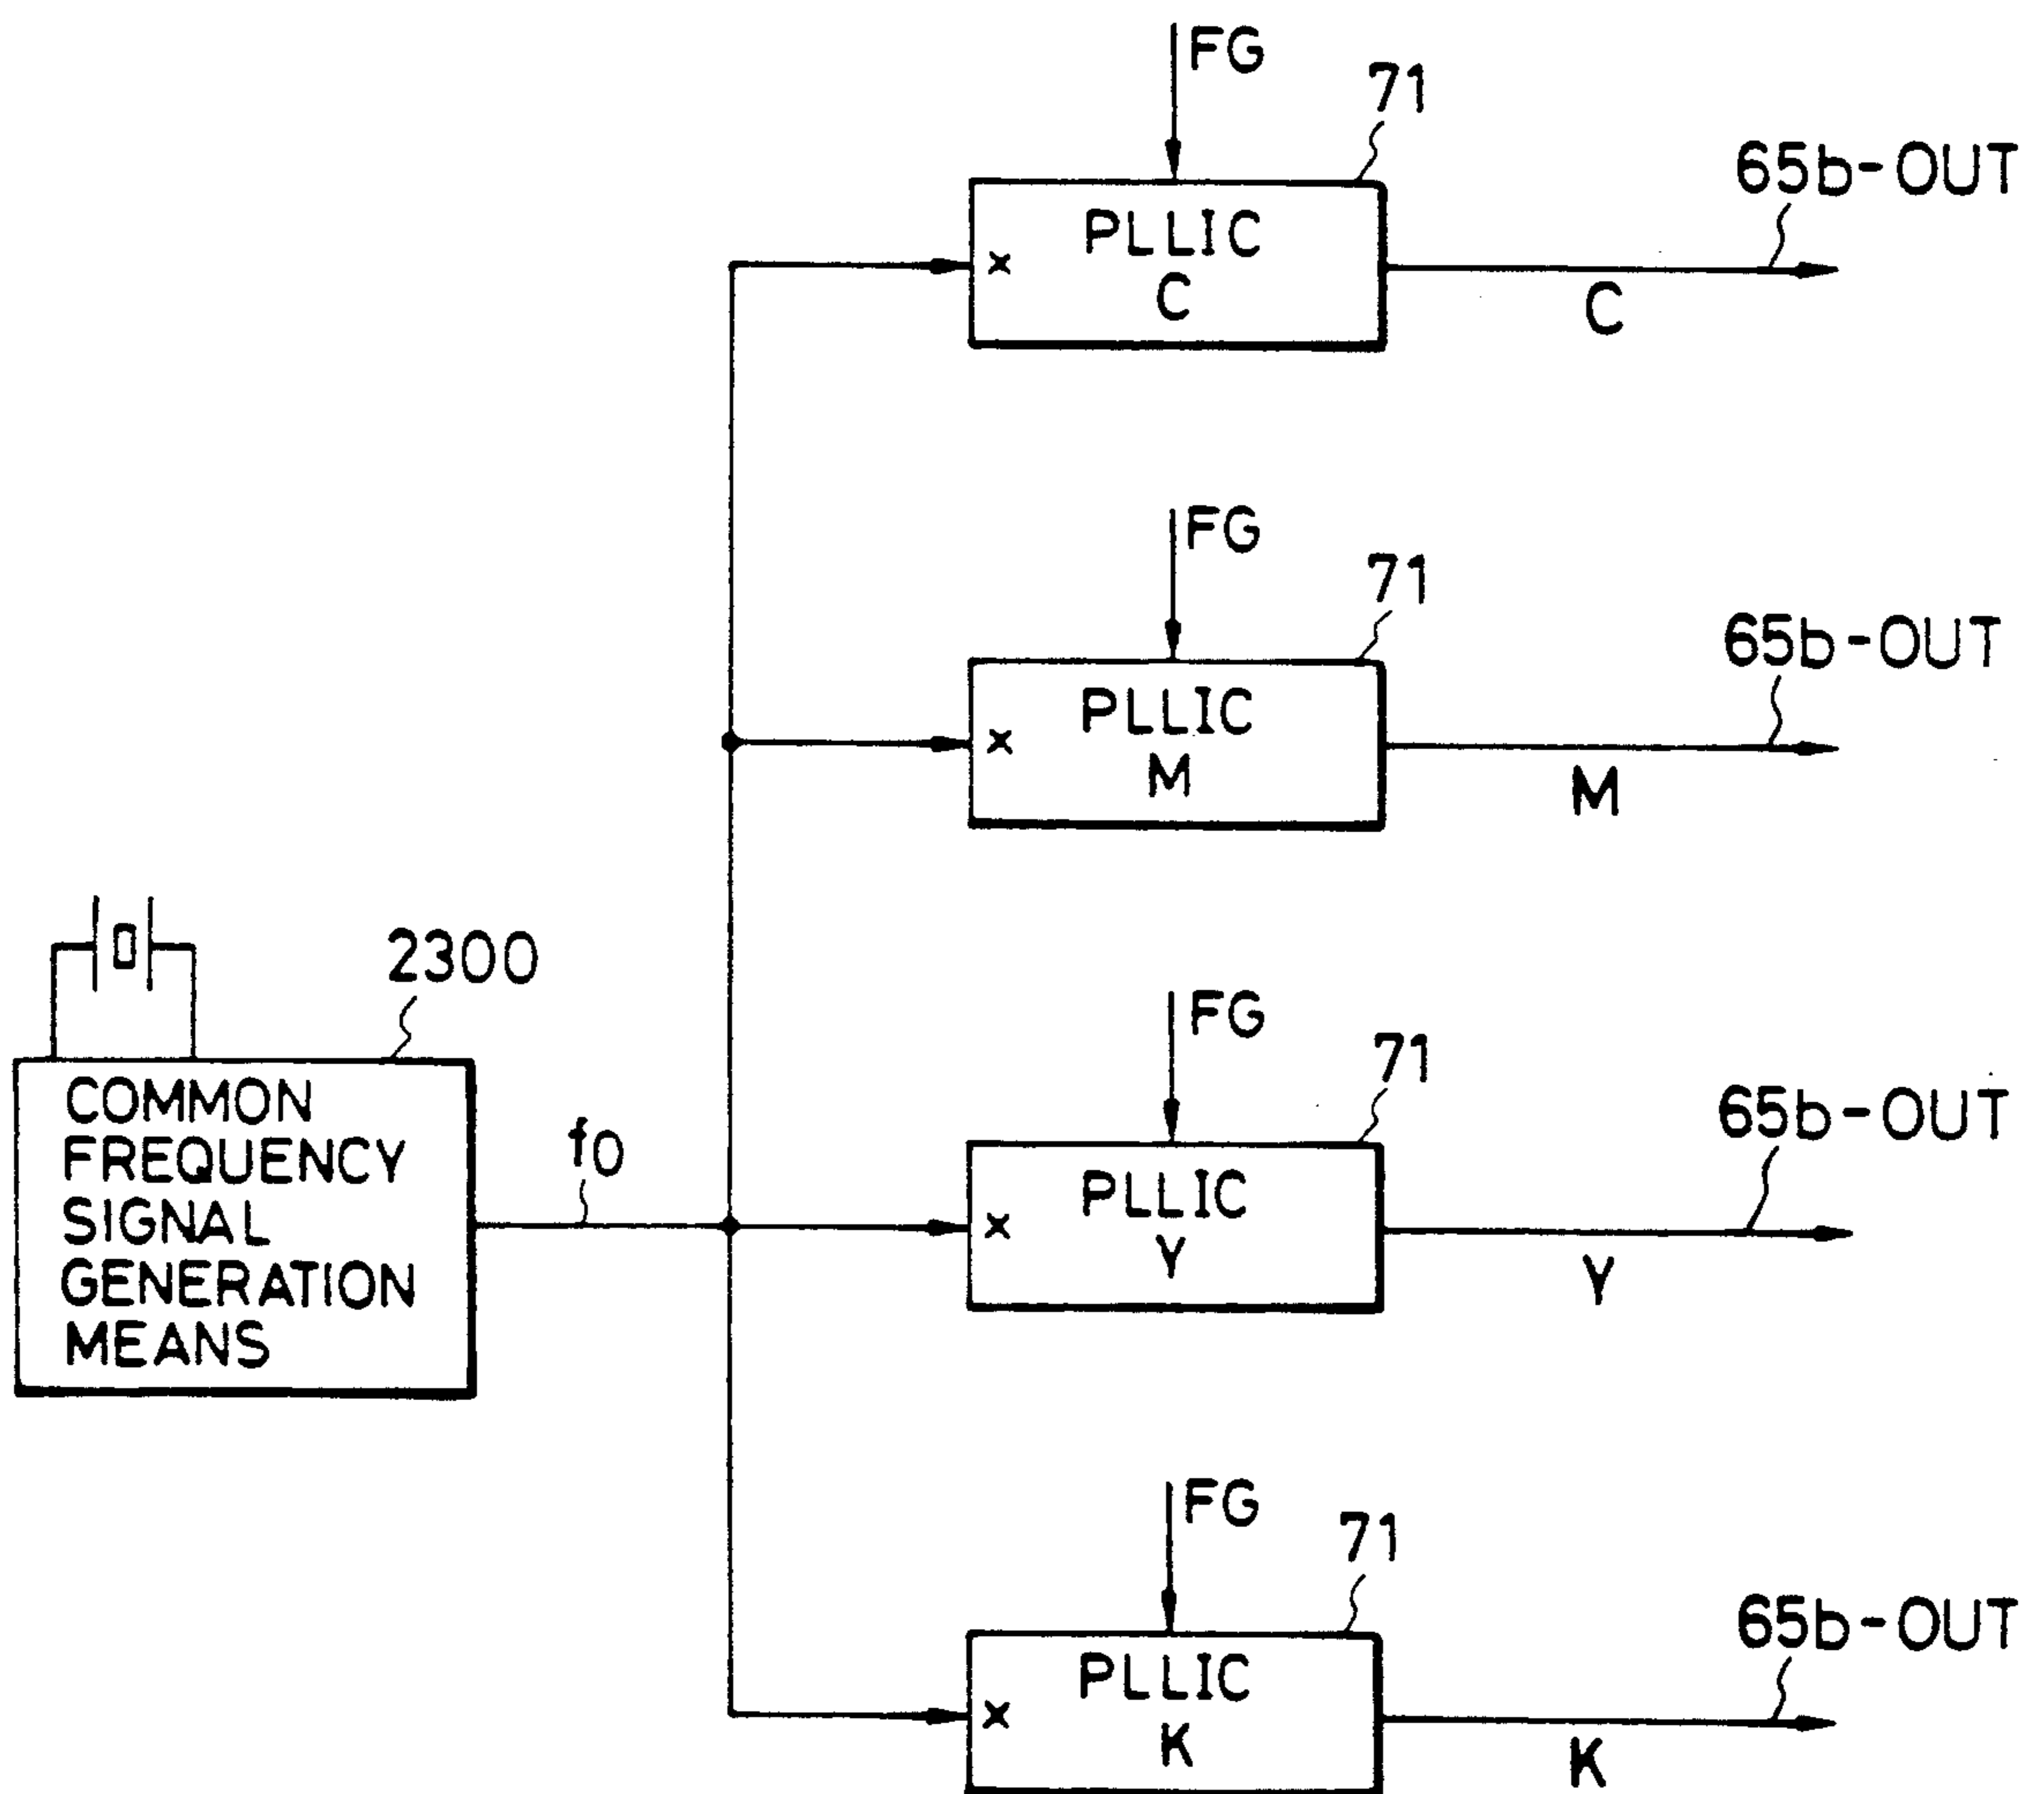 FG
71
65b-OUT
PLLIC
x
C
C
FG
71
65b-OUT
PLLIC
x
M
M
2300
COMMON
FREQUENCY
SIGNAL
GENERATION
MEANS
f0
FG
71
65b-OUT
PLLIC
x
Y
Y
FG
71
65b-OUT
PLLIC
x
K
K